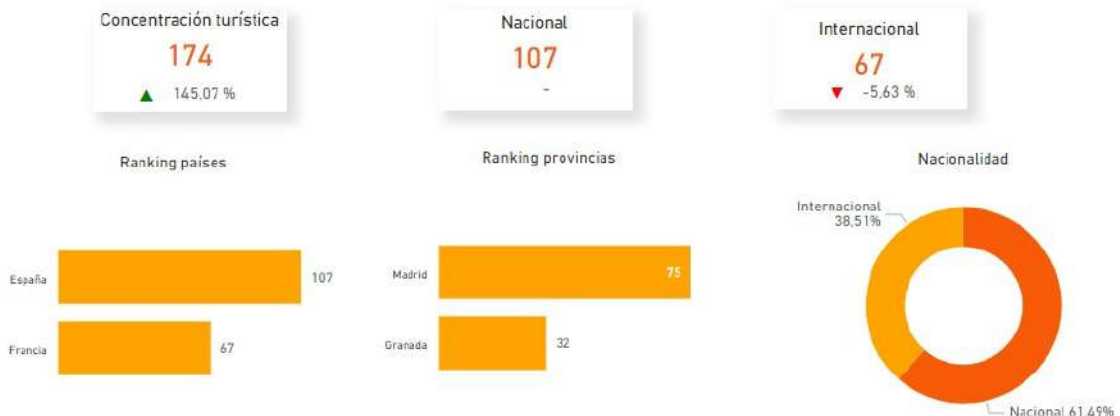 Concentración turística
174
▲ 145,07 %
Nacional
107
-
Internacional
67
▼ -5,63 %
Ranking países
España 107
Francia 67
Ranking provincias
Madrid 75
Granada 32
Nacionalidad
Internacional
38,51%
Nacional 61,49%